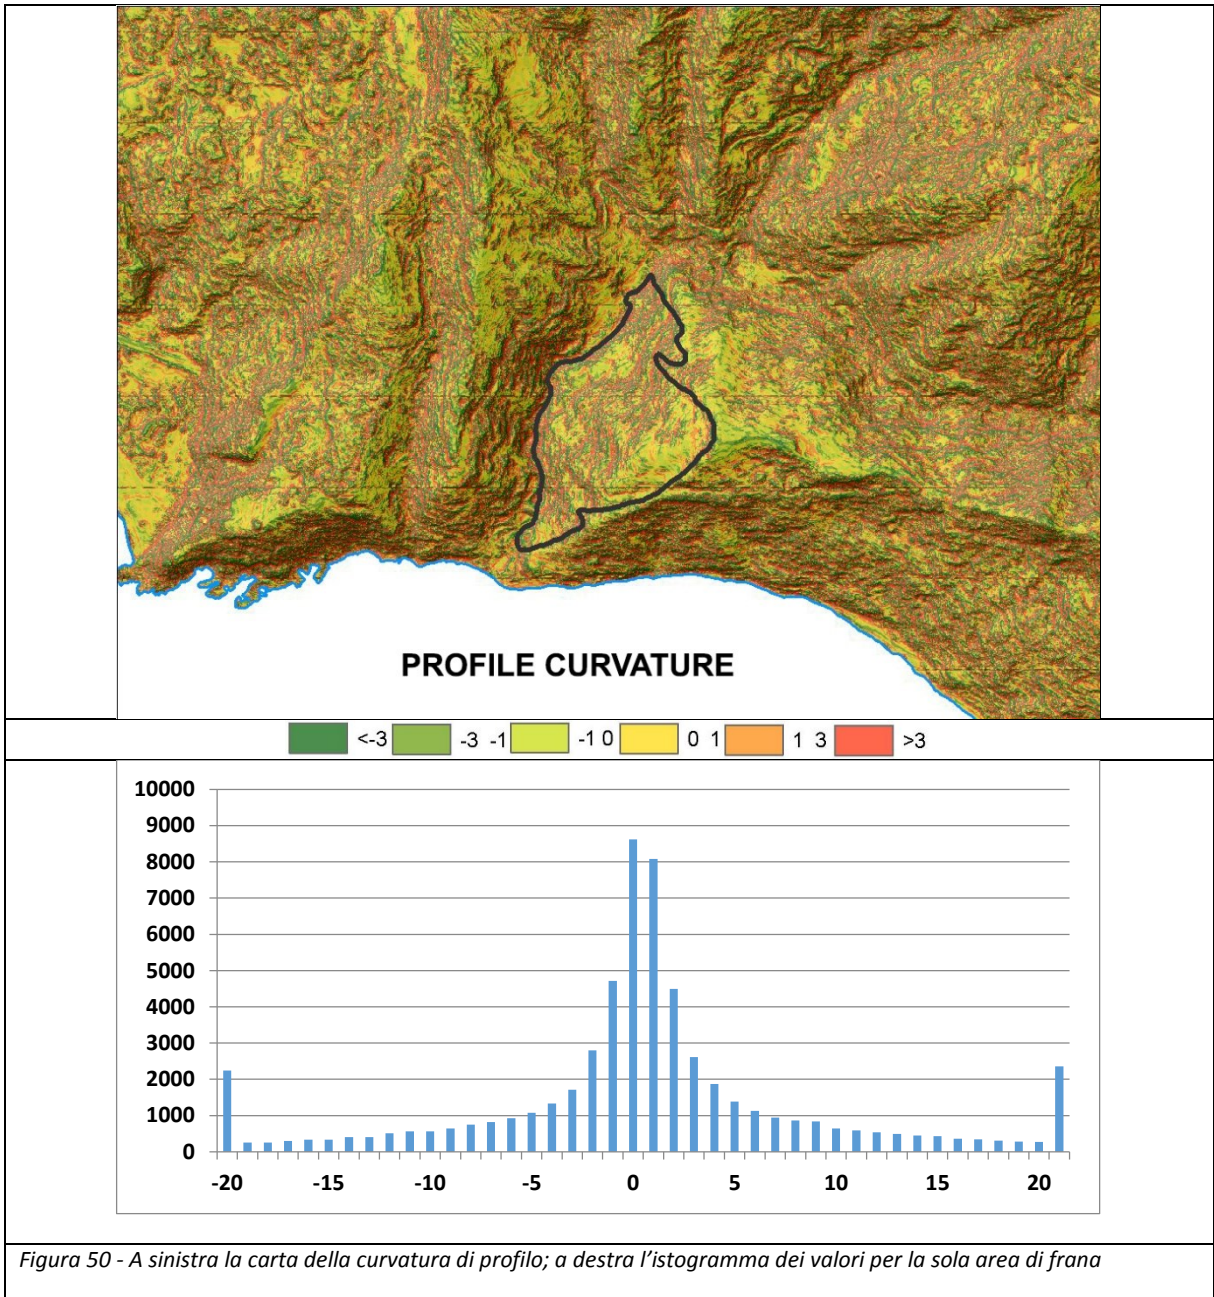 PROFILE CURVATURE
<-3 -3 -1 -1 0 0 1 1 3 >3
10000
9000
8000
7000
6000
5000
4000
3000
2000
1000
0
-20 -15 -10 -5 0 5 10 15 20
Figura 50 - A sinistra la carta della curvatura di profilo; a destra l’istogramma dei valori per la sola area di frana